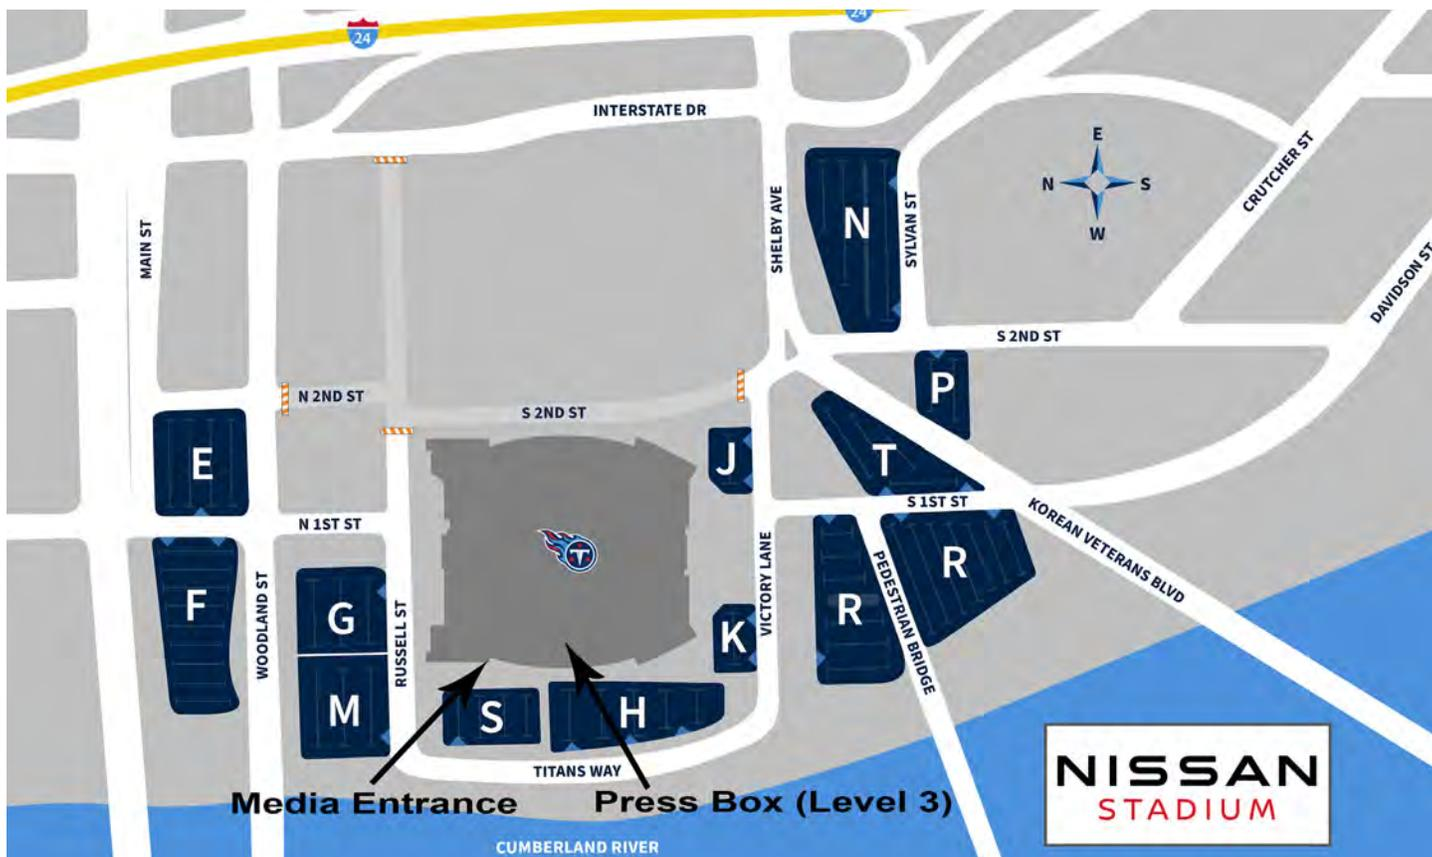 24
24
INTERSTATE DR
E
N
S
W
CRUTCHER ST
MAIN ST
SHELBY AVE
N
SYLVAN ST
DAVIDSON ST
S 2ND ST
N 2ND ST
S 2ND ST
P
E
J
T
N 1ST ST
S 1ST ST
T
KOREAN VETERANS BLVD
F
G
WOODLAND ST
RUSSELL ST
K
VICTORY LANE
R
PEDESTRIAN BRIDGE
R
M
S
H
TITANS WAY
Media Entrance
Press Box (Level 3)
NISSAN
STADIUM
CUMBERLAND RIVER